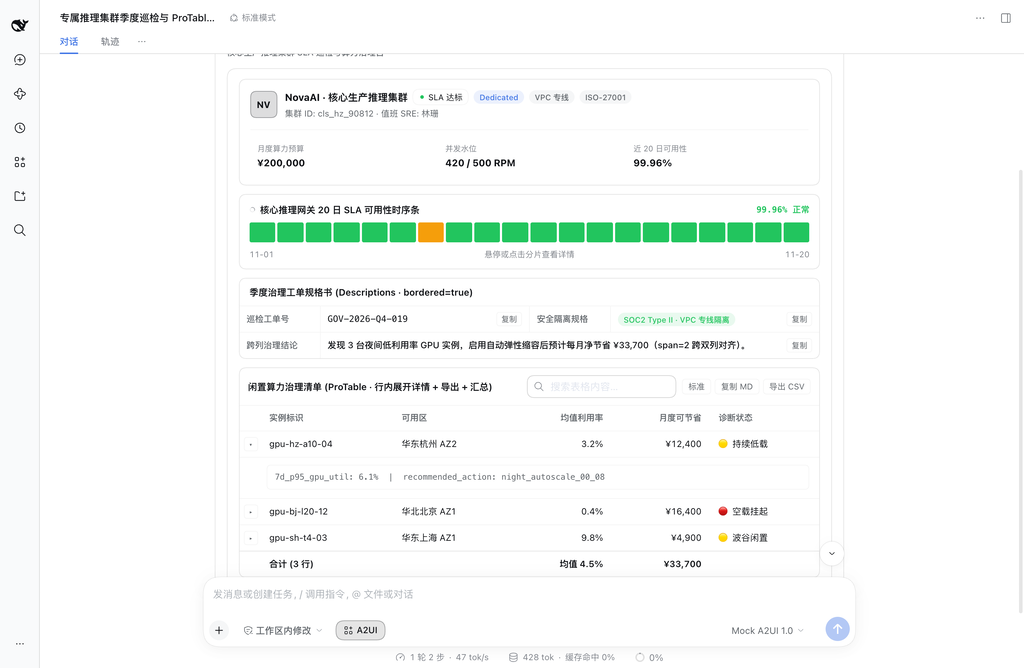 专属推理集群季度巡检与 ProTabl...
标准模式
对话 轨迹 ...
NV
NovaAI · 核心生产推理集群
SLA 达标
Dedicated
VPC 专线
ISO-27001
集群 ID: cls_hz_90812 · 值班 SRE: 林珊
月度算力预算 并发水位 近 20 日可用性
¥200,000 420 / 500 RPM 99.96%
核心推理网关 20 日 SLA 可用性时序条 99.96% 正常
11-01 悬停或点击分片查看详情 11-20
季度治理工单规格书 (Descriptions · bordered=true)
巡检工单号 GOV-2026-Q4-019 复制 安全隔离规格 SOC2 Type II · VPC 专线隔离 复制
跨列治理结论 发现 3 台夜间低利用率 GPU 实例，启用自动弹性缩容后预计每月净节省 ¥33,700（span=2 跨双列对齐）。 复制
闲置算力治理清单 (ProTable · 行内展开详情 + 导出 + 汇总) 搜索表格内容... 标准 复制 MD 导出 CSV
实例标识 可用区 均值利用率 月度可节省 诊断状态
gpu-hz-a10-04 华东杭州 AZ2 3.2% ¥12,400 持续低载
7d_p95_gpu_util: 6.1% | recommended_action: night_autoscale_00_08
gpu-bj-l20-12 华北北京 AZ1 0.4% ¥16,400 空载挂起
gpu-sh-t4-03 华东上海 AZ1 9.8% ¥4,900 波谷闲置
合计 (3 行) 均值 4.5% ¥33,700
发消息或创建任务, / 调用指令, @ 文件或对话
工作区内修改 A2UI Mock A2UI 1.0
1 轮 2 步 · 47 tok/s 428 tok · 缓存命中 0% 0%